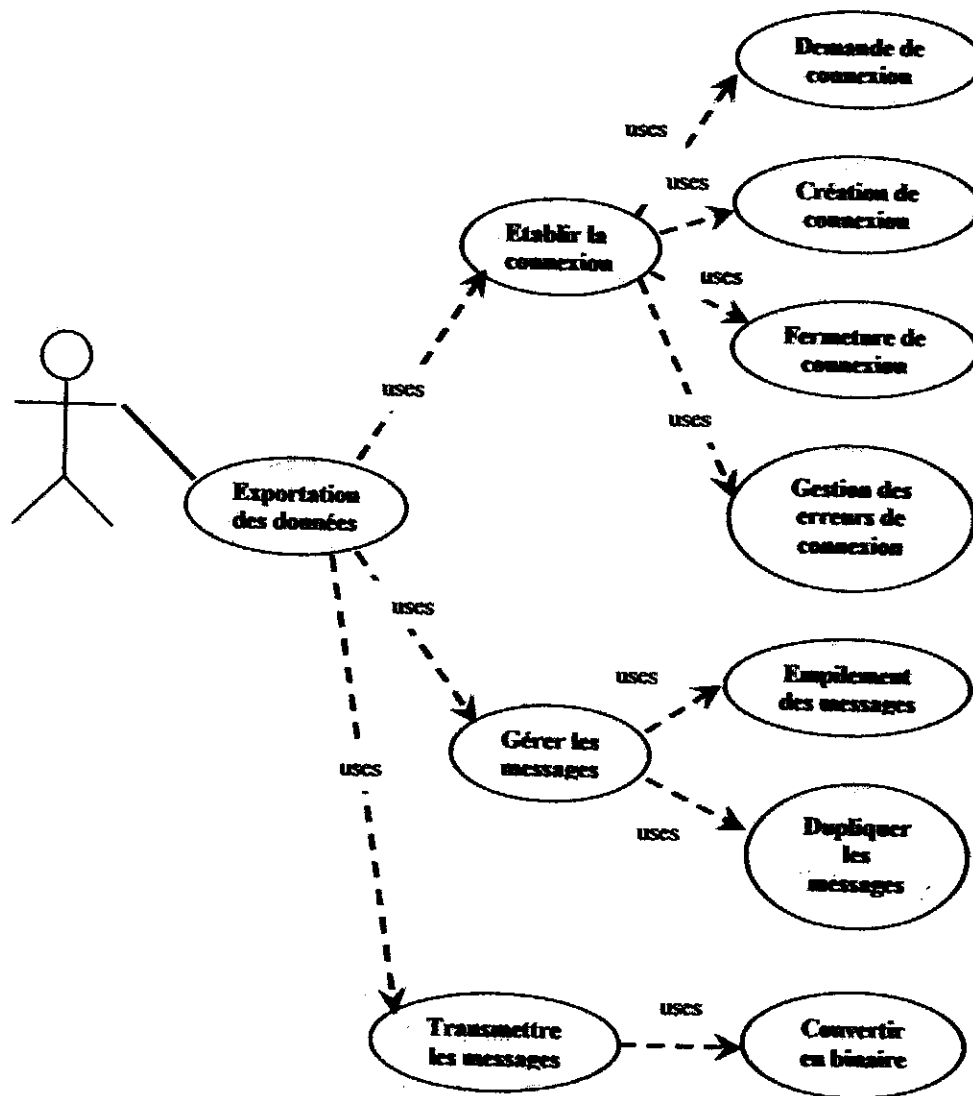 Demande de
connexion
uses
uses
Création de
connexion
Etablir la
connexion
uses
Fermeture de
connexion
uses
uses
Exportation
des données
Gestion des
erreurs de
connexion
uses
uses
Empilement
des messages
Gérer les
messages
uses
uses
Dupliquer
les
messages
uses
Transmettre
les messages
Convertir
en binaire